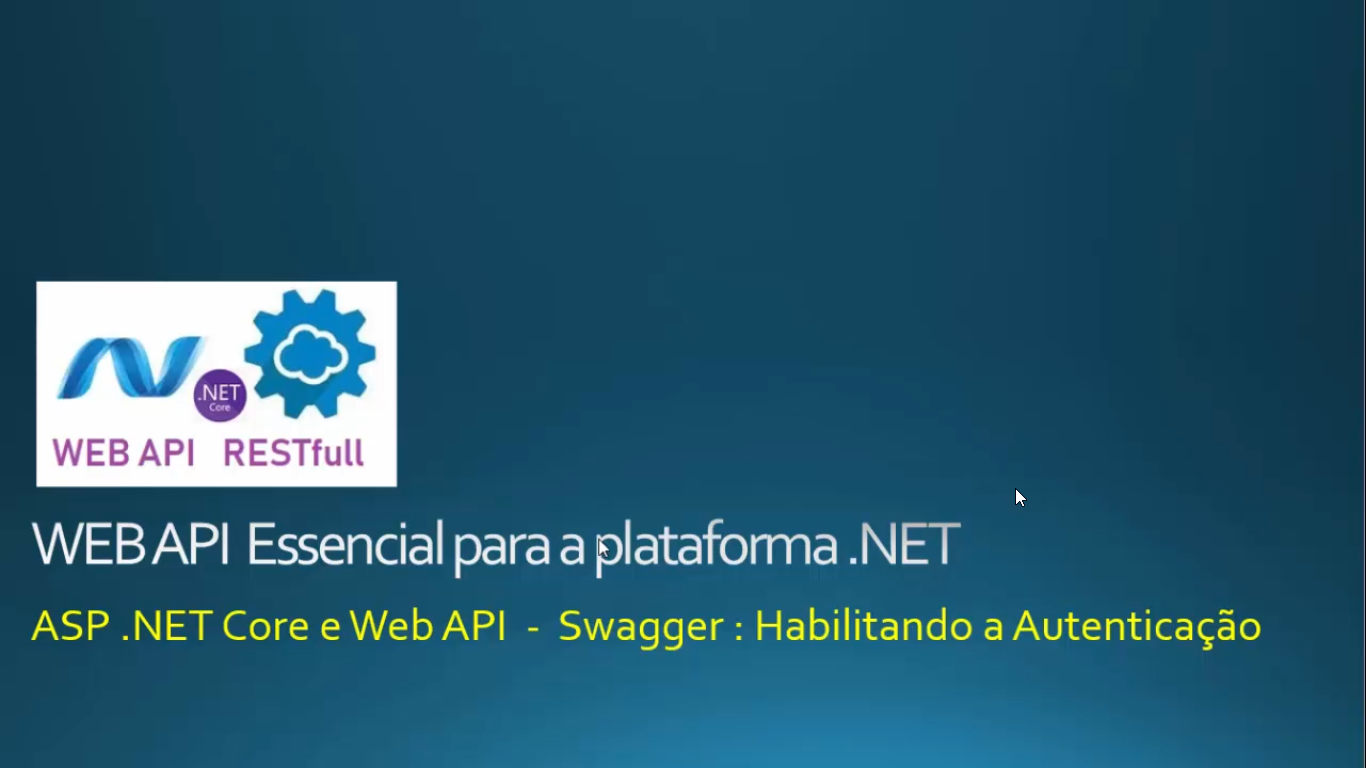 .NET
Core
WEB API RESTfull
WEB API Essencial para a plataforma .NET
ASP .NET Core e Web API - Swagger : Habilitando a Autenticação